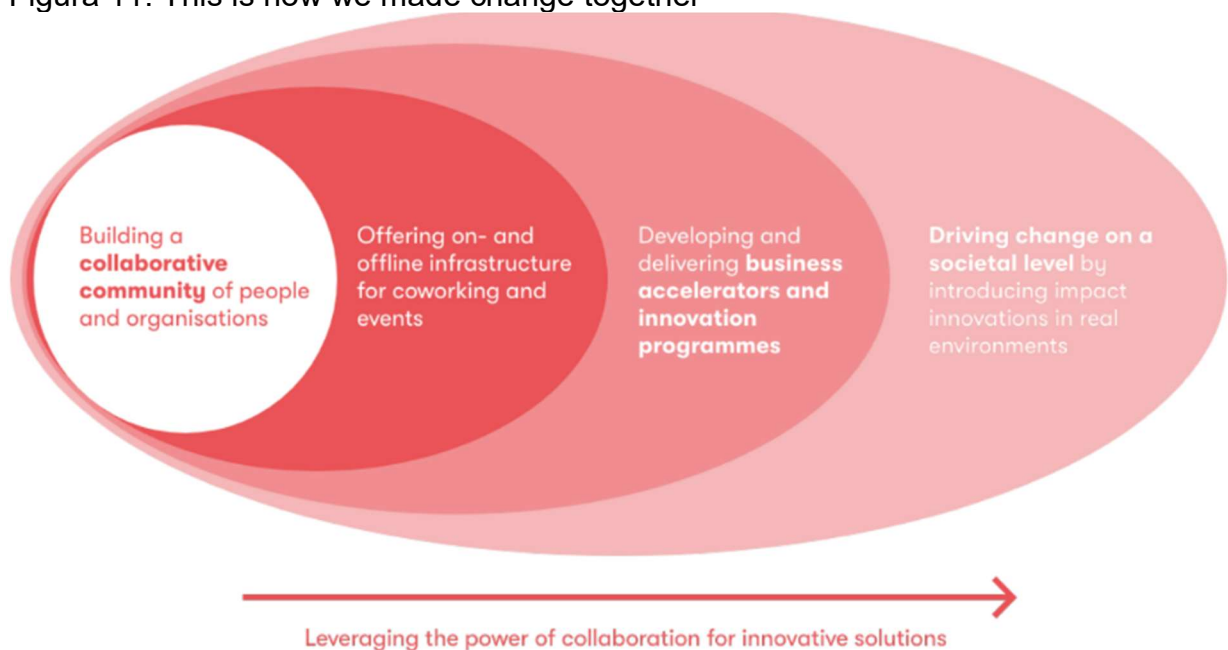 Figura 11. This is how we made change together
Building a
collaborative
community of people
and organisations
Offering on- and
offline infrastructure
for coworking and
events
Developing and
delivering business
accelerators and
innovation
programmes
Driving change on a
societal level by
introducing impact
innovations in real
environments
Leveraging the power of collaboration for innovative solutions